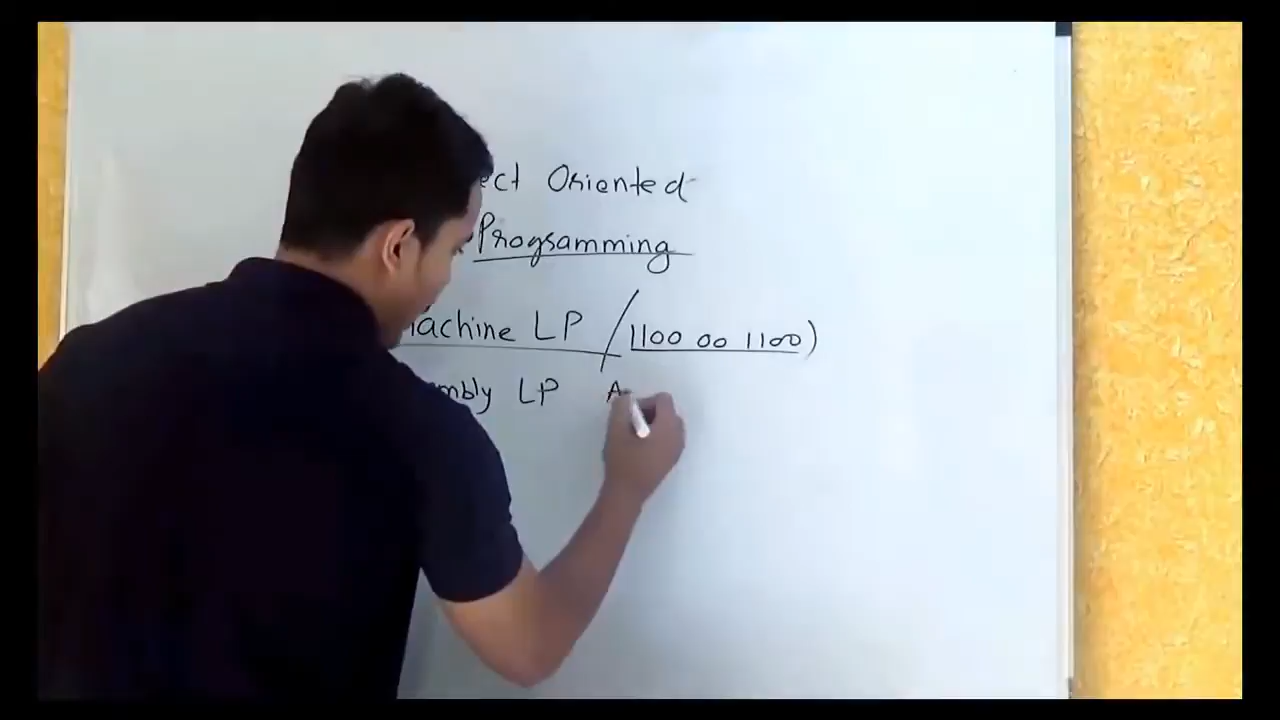 ect Oriented
Programming
achine LP / 1100 00 1100)
mbly LP A